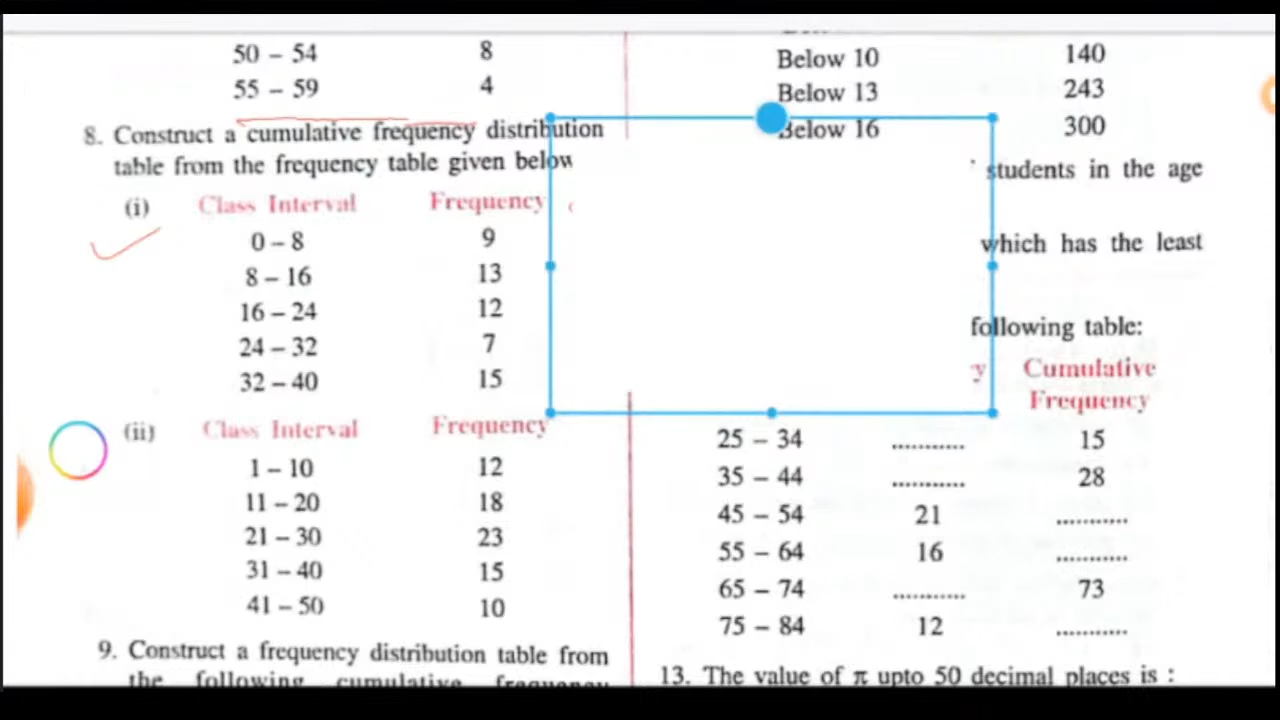 50 – 54 8
55 – 59 4
8. Construct a cumulative frequency distribution
table from the frequency table given below
(i) Class Interval Frequency
0 – 8 9
8 – 16 13
16 – 24 12
24 – 32 7
32 – 40 15
(ii) Class Interval Frequency
1 – 10 12
11 – 20 18
21 – 30 23
31 – 40 15
41 – 50 10
9. Construct a frequency distribution table from
the following cumulative frequency
Below 10 140
Below 13 243
Below 16 300
students in the age
which has the least
following table:
y Cumulative
Frequency
25 – 34 ........... 15
35 – 44 ........... 28
45 – 54 21 ...........
55 – 64 16 ...........
65 – 74 ........... 73
75 – 84 12 ...........
13. The value of π upto 50 decimal places is :